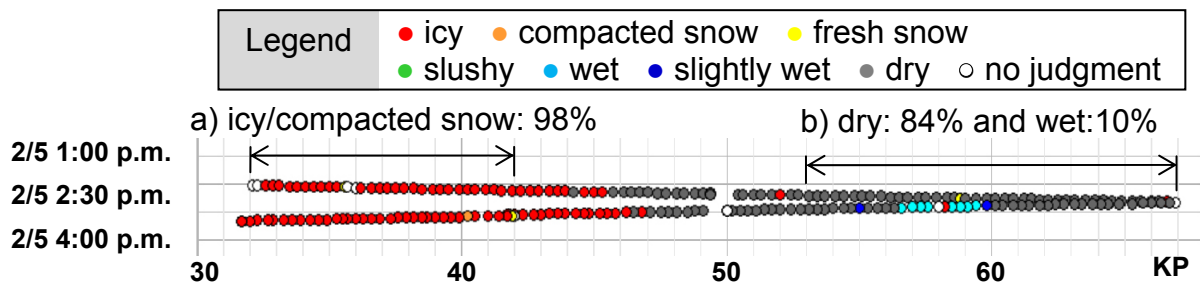 Legend
icy compacted snow fresh snow
slushy wet slightly wet dry no judgment
a) icy/compacted snow: 98% b) dry: 84% and wet:10%
2/5 1:00 p.m.
2/5 2:30 p.m.
2/5 4:00 p.m.
30 40 50 60 KP